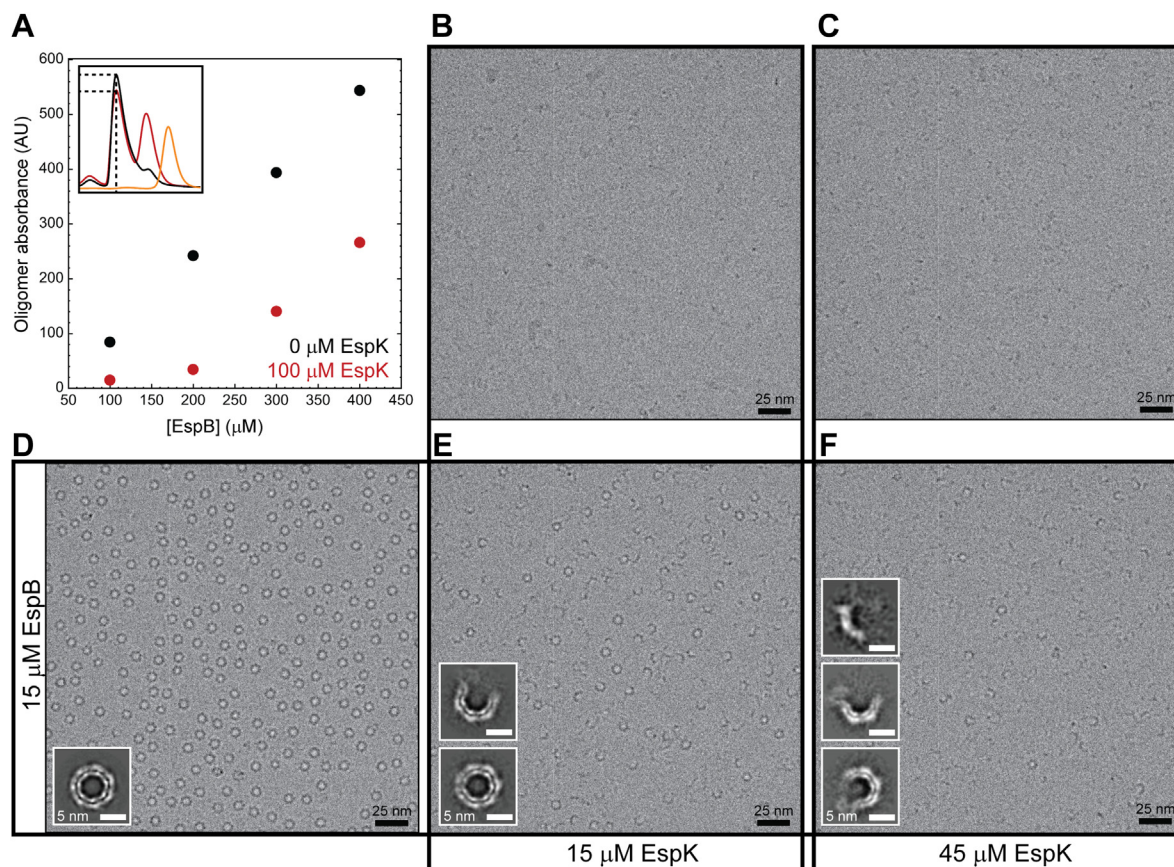 A
600
500
400
300
200
100
0
Oligomer absorbance (AU)
0 μM EspK
100 μM EspK
50 100 150 200 250 300 350 400 450
[EspB] (μM)
B
25 nm
C
25 nm
D
15 μM EspB
5 nm
25 nm
E
5 nm
25 nm
F
5 nm
25 nm
15 μM EspK
45 μM EspK